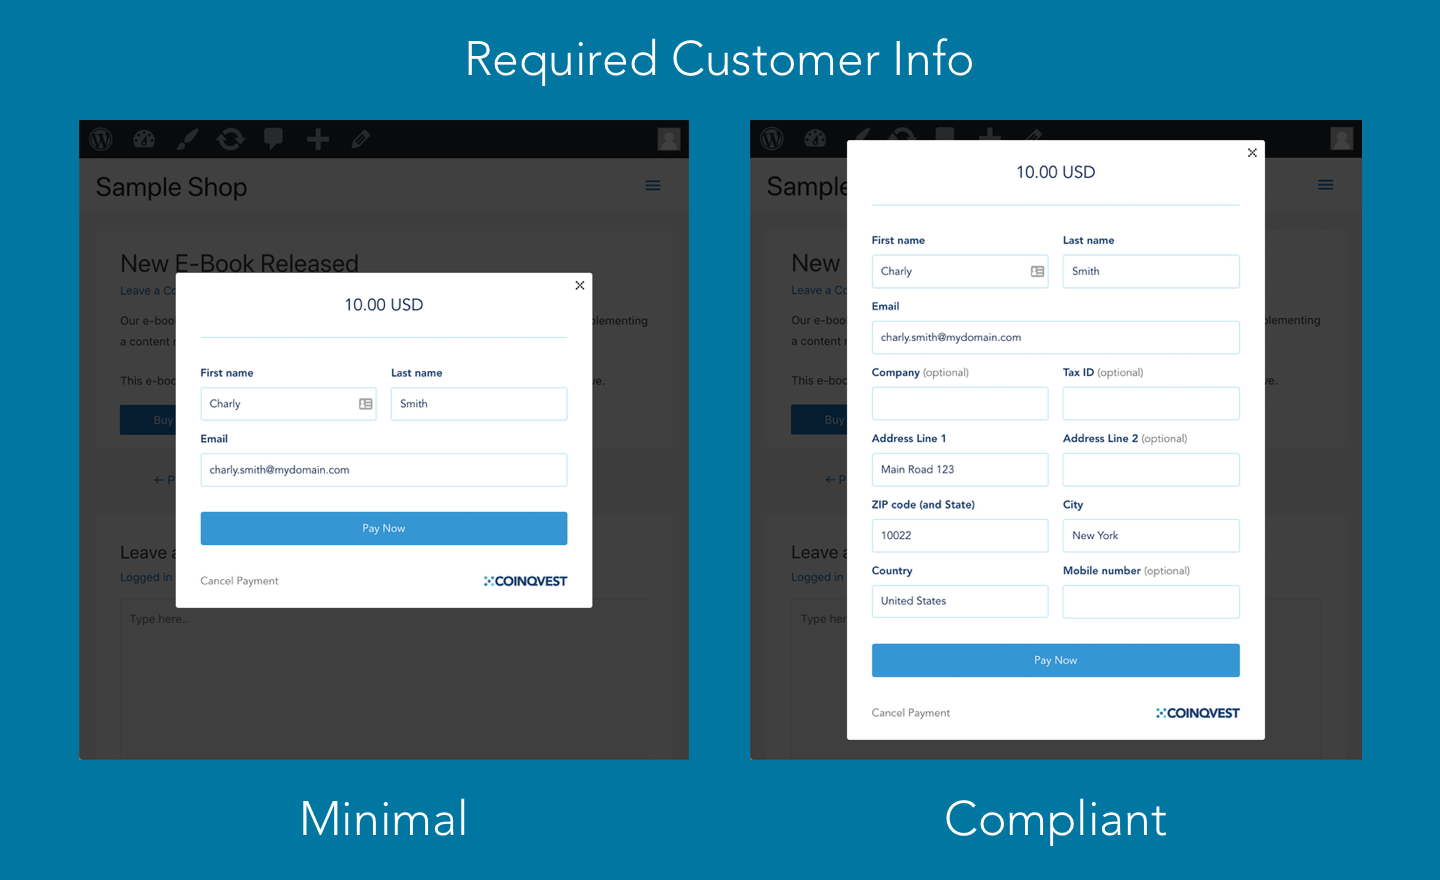 Required Customer Info
Sample Shop
New E-Book Released
Leave a Co
Our e-boo
plementing
a content
This e-boo
ve.
Buy
← P
Leave a
Logged in
Type here..
10.00 USD
First name
Last name
Charly
Smith
Email
charly.smith@mydomain.com
Pay Now
Cancel Payment
COINQVEST
Minimal
Sample
New
Leave a Co
Our e-boo
lementing
a content
This e-boo
ve.
Buy
← P
Leave
Logged in
Type her
10.00 USD
First name
Last name
Charly
Smith
Email
charly.smith@mydomain.com
Company (optional)
Tax ID (optional)
Address Line 1
Address Line 2 (optional)
Main Road 123
ZIP code (and State)
City
10022
New York
Country
Mobile number (optional)
United States
Pay Now
Cancel Payment
COINQVEST
Compliant